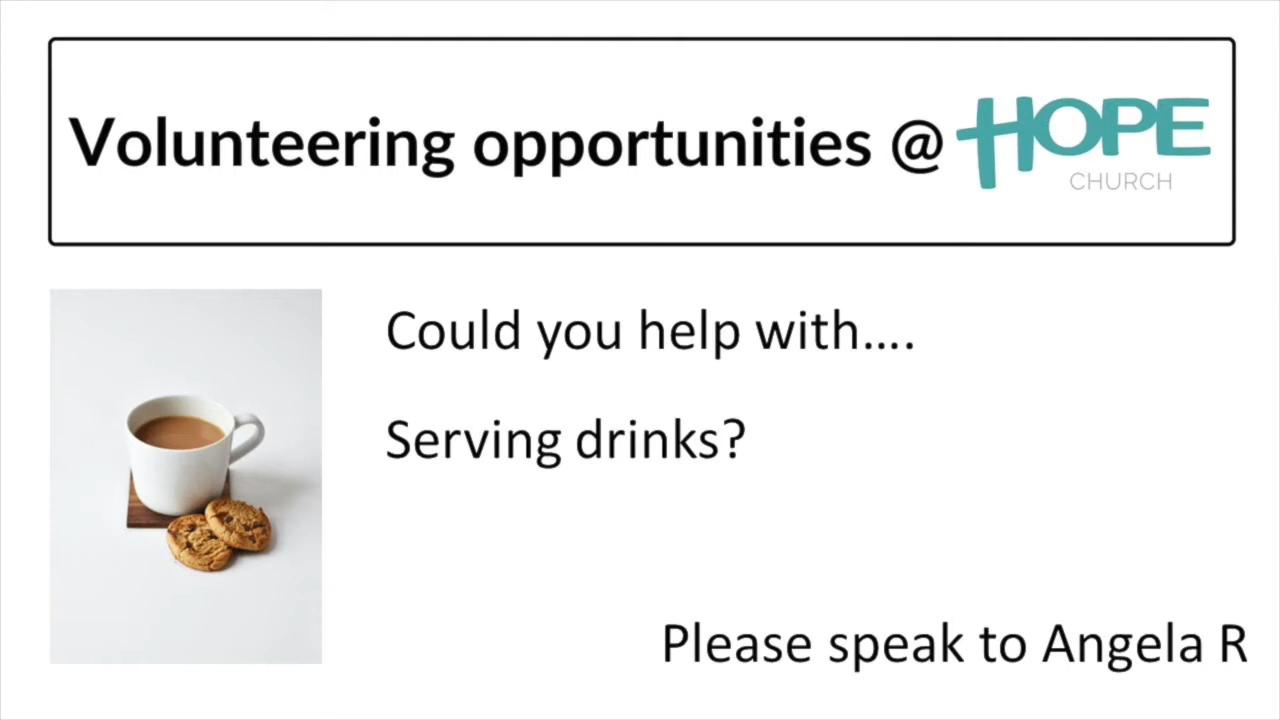 Volunteering opportunities @ HOPE
CHURCH
Could you help with....
Serving drinks?
Please speak to Angela R